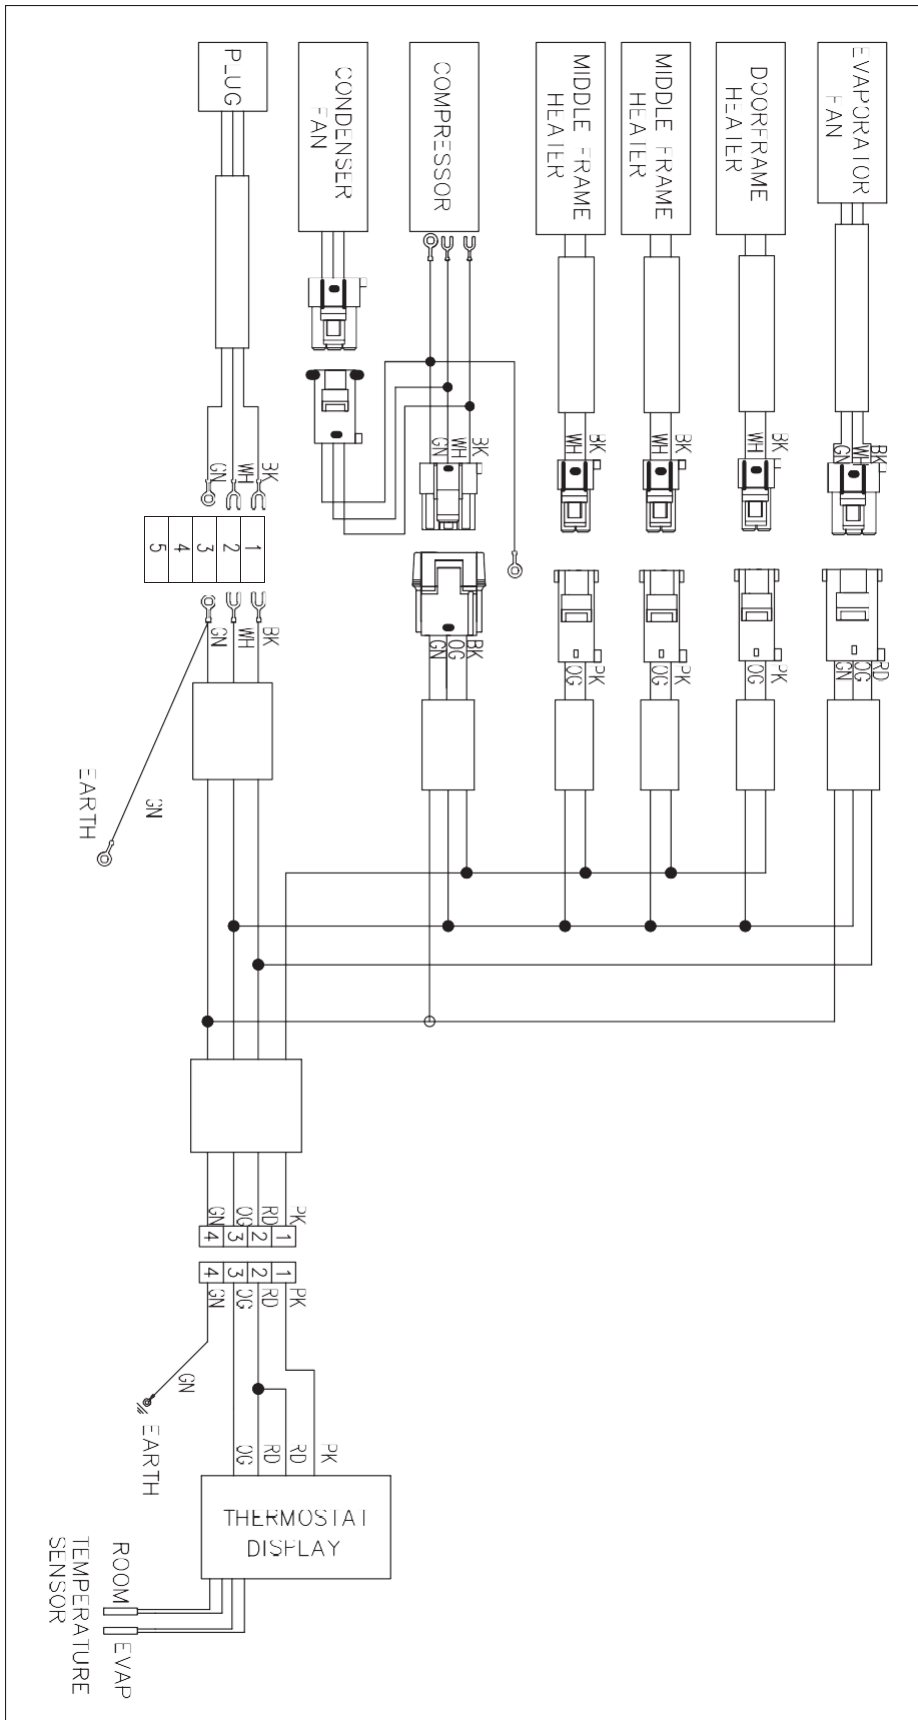 PLUG
CONDENSER
FAN
COMPRESSOR
MIDDLE FRAME
HEATER
MIDDLE FRAME
HEATER
DOORFRAME
HEATER
EVAPORATOR
FAN
GN
WH
BK
GN
WH
BK
WH
BK
WH
BK
WH
BK
GN
WH
BK
5
4
3
2
1
GN
WH
BK
GN
OG
BK
OG
PK
OG
PK
OG
PK
GN
OG
RD
EARTH
GN
GN
OG
RD
PK
4
3
2
1
4
3
2
1
GN
OG
RD
PK
GN
EARTH
OG
RD
RD
PK
THERMOSTAT
DISPLAY
ROOM
EVAP
TEMPERATURE
SENSOR